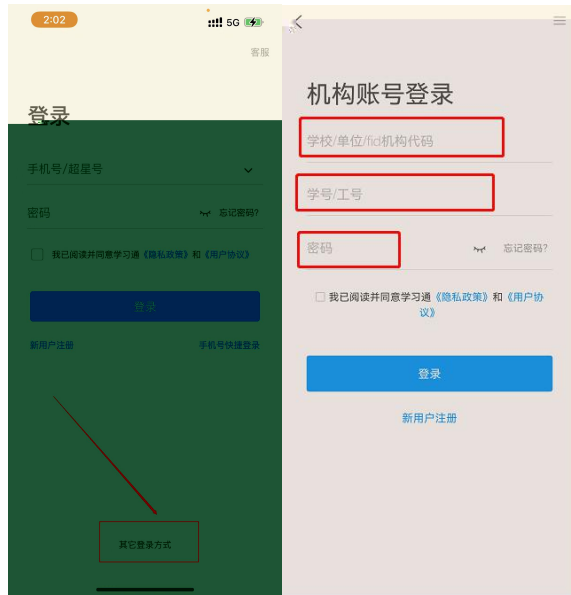 2:02
5G
客服
登录
手机号/超星号
密码
忘记密码?
我已阅读并同意学习通《隐私政策》和《用户协议》
登录
新用户注册
手机号快捷登录
其它登录方式
机构账号登录
学校/单位/fid机构代码
学号/工号
密码
忘记密码?
我已阅读并同意学习通《隐私政策》和《用户协
议》
登录
新用户注册